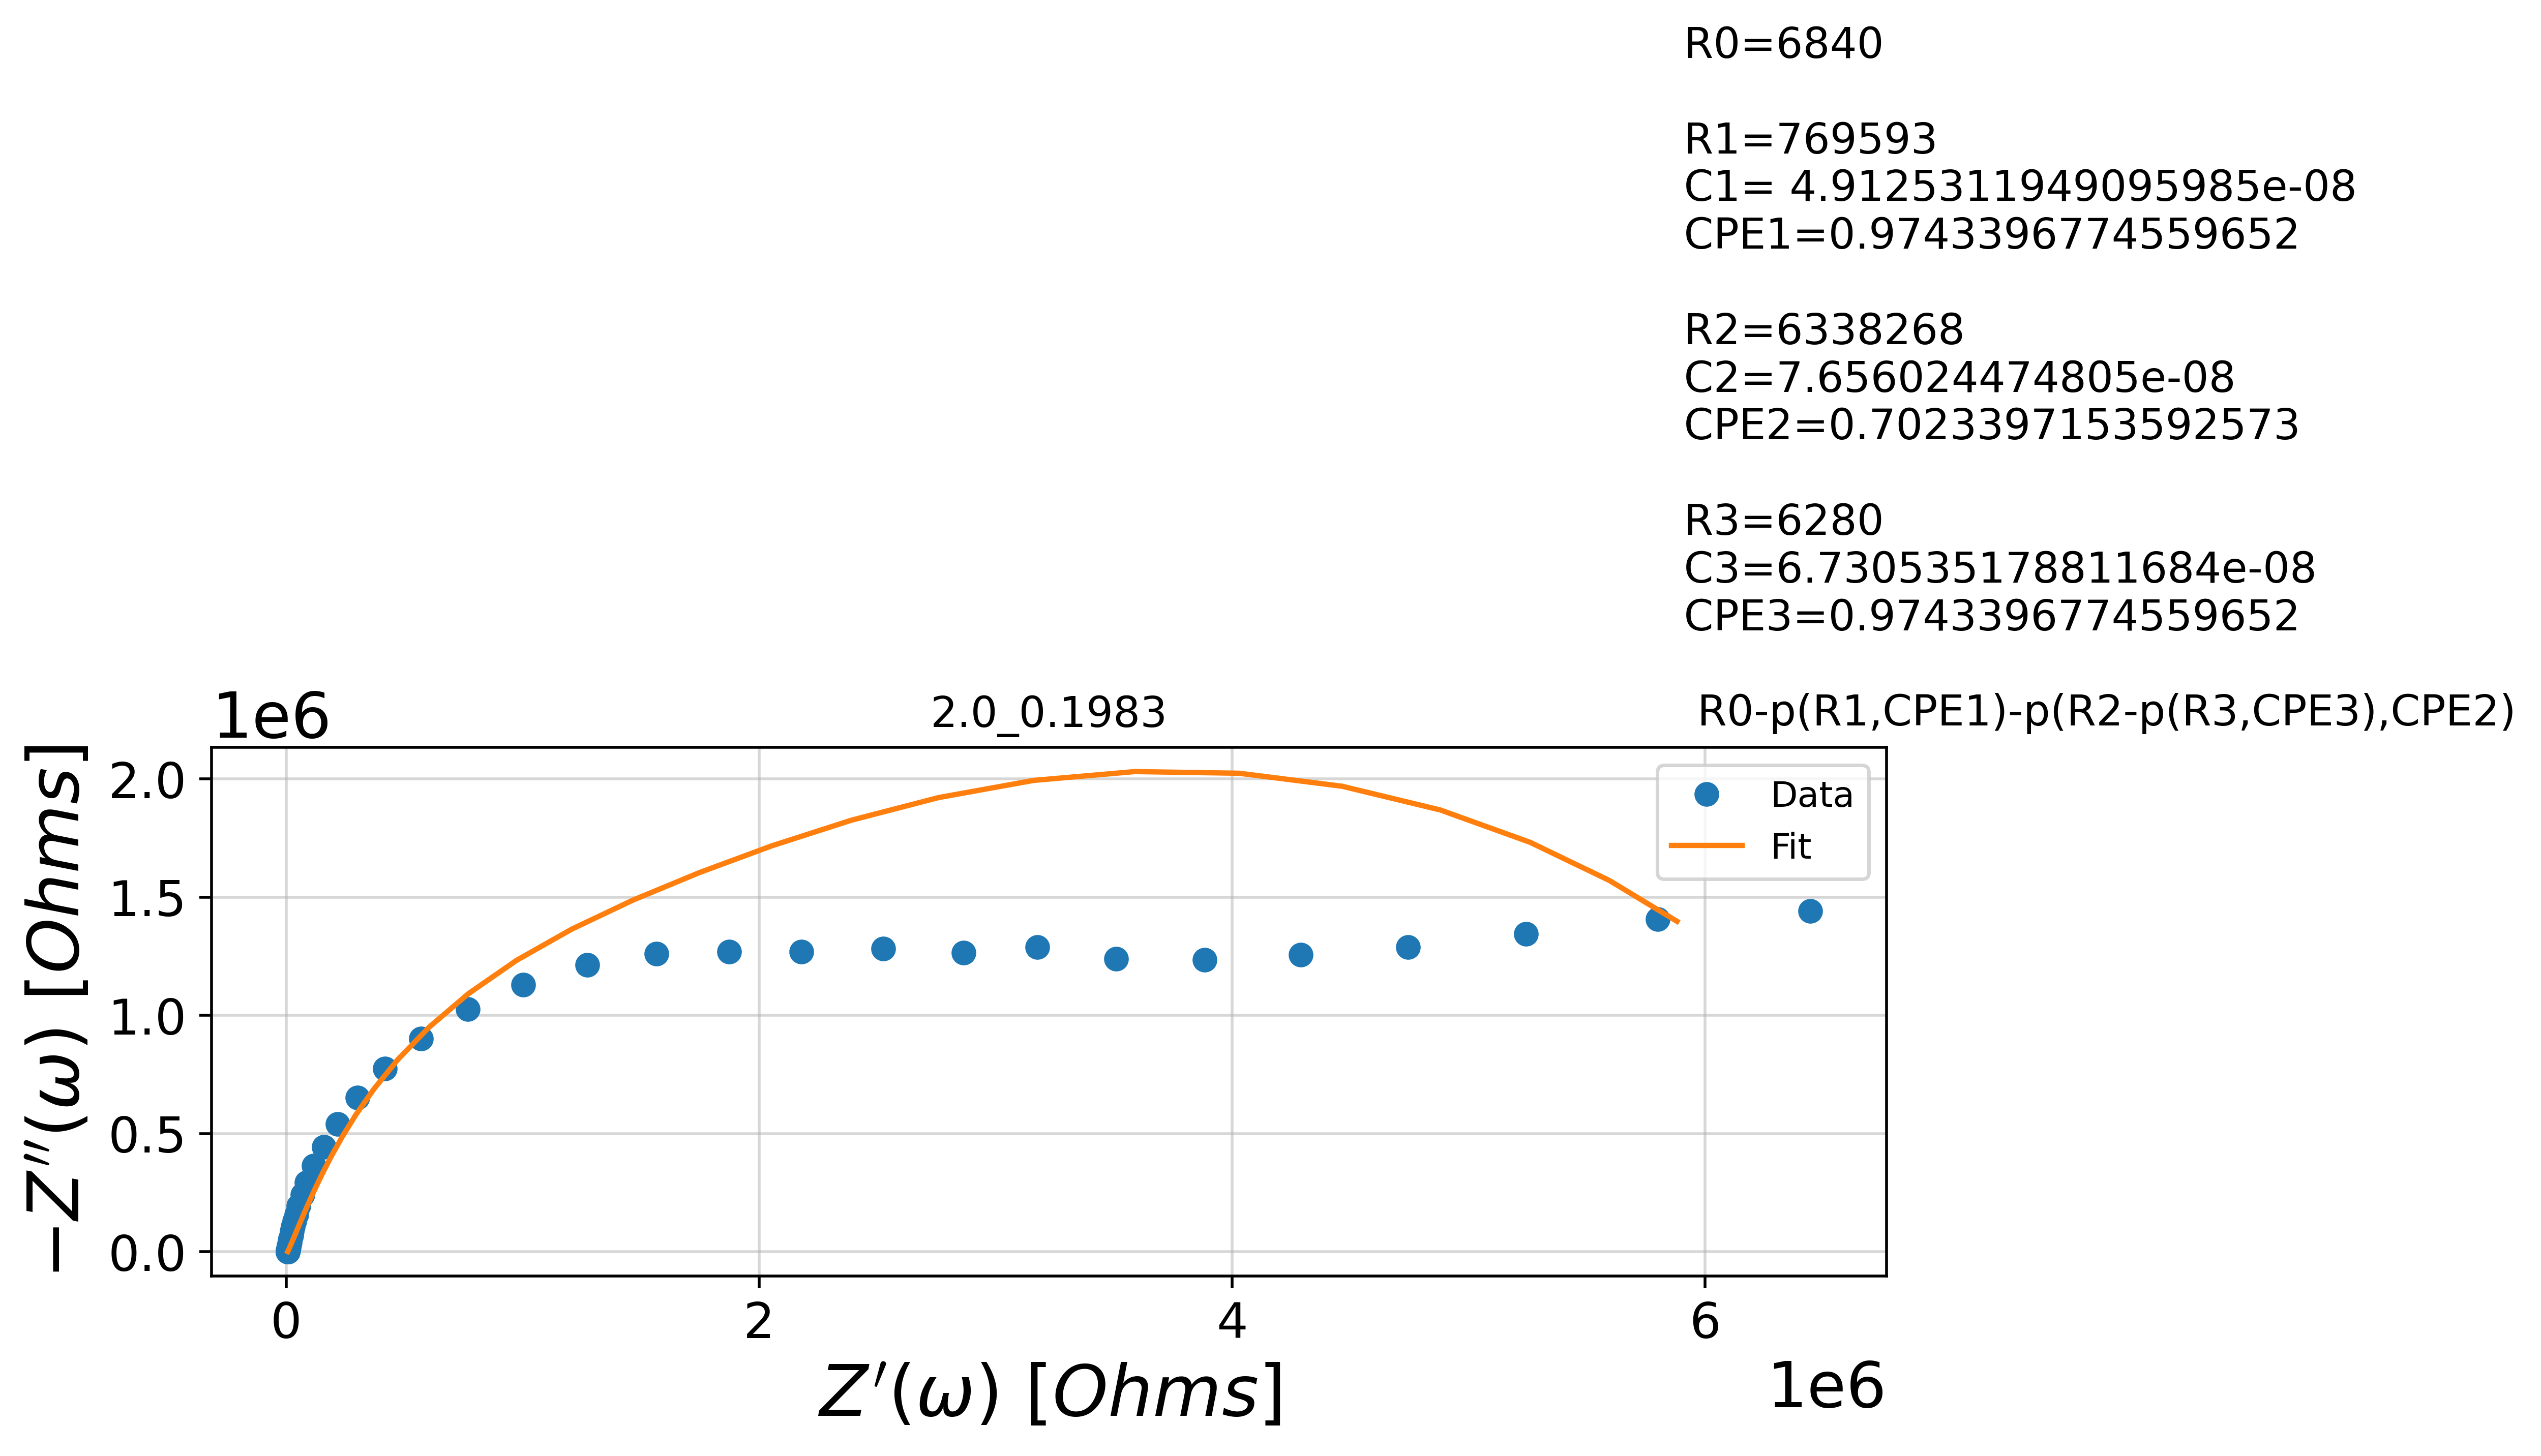 R0=6840
R1=769593
C1= 4.9125311949095985e-08
CPE1=0.9743396774559652
R2=6338268
C2=7.656024474805e-08
CPE2=0.7023397153592573
R3=6280
C3=6.730535178811684e-08
CPE3=0.9743396774559652
1e6
2.0_0.1983
R0-p(R1,CPE1)-p(R2-p(R3,CPE3),CPE2)
−Z′′(ω) [Ohms]
2.0
1.5
1.0
0.5
0.0
Data
Fit
0 2 4 6
Z′(ω) [Ohms]
1e6